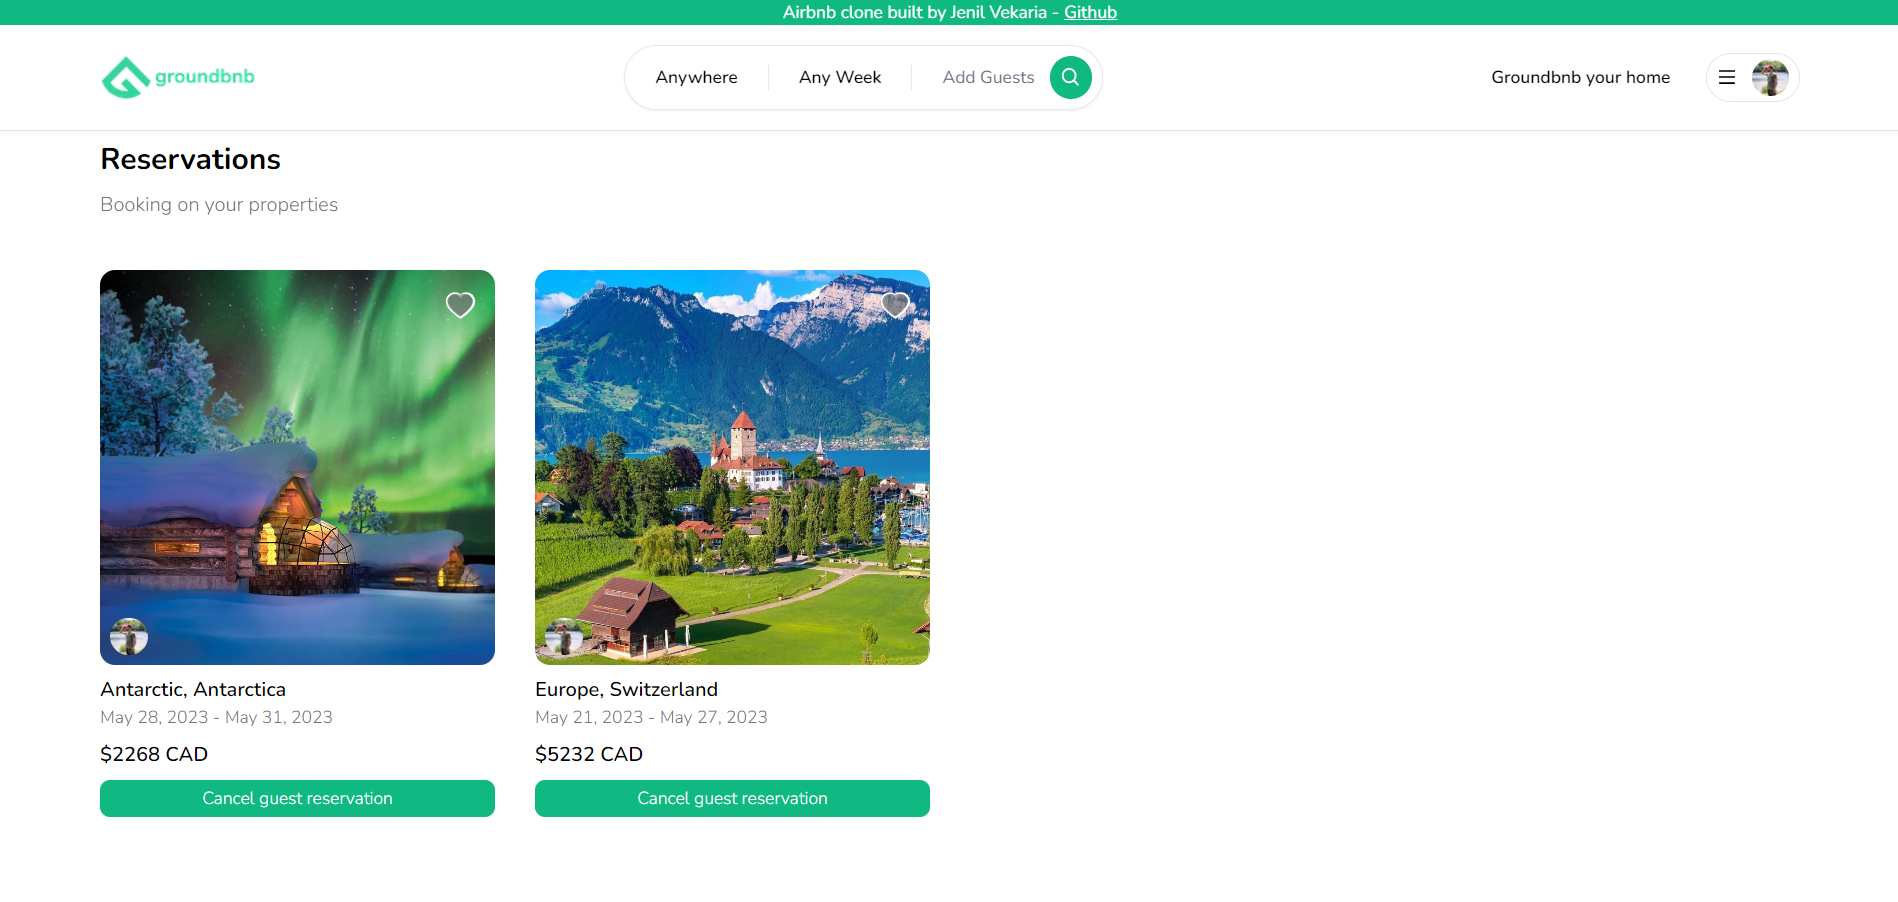 Airbnb clone built by Jenil Vekaria - Github
groundbnb
Anywhere
Any Week
Add Guests
Groundbnb your home
Reservations
Booking on your properties
Antarctic, Antarctica
May 28, 2023 - May 31, 2023
$2268 CAD
Cancel guest reservation
Europe, Switzerland
May 21, 2023 - May 27, 2023
$5232 CAD
Cancel guest reservation